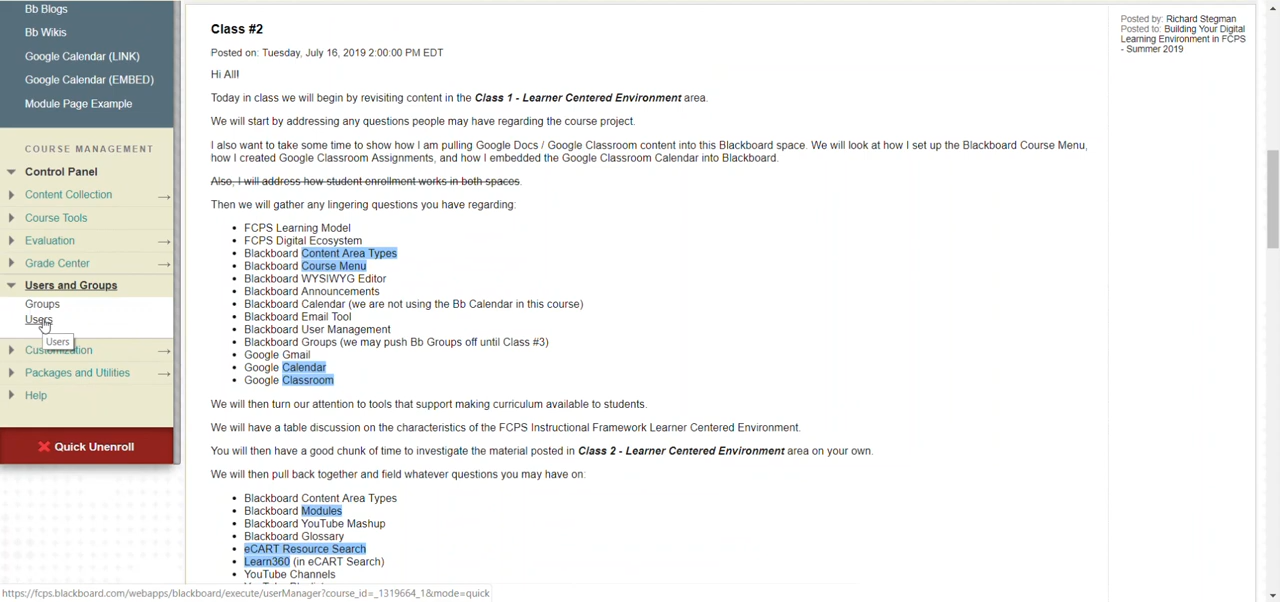 Bb Blogs
Bb Wikis
Google Calendar (LINK)
Google Calendar (EMBED)
Module Page Example
COURSE MANAGEMENT
Control Panel
Content Collection
Course Tools
Evaluation
Grade Center
Users and Groups
Groups
Users
Users
Customization
Packages and Utilities
Help
Quick Unenroll
Class #2
Posted on: Tuesday, July 16, 2019 2:00:00 PM EDT
Hi All!
Today in class we will begin by revisiting content in the Class 1 - Learner Centered Environment area.
We will start by addressing any questions people may have regarding the course project.
I also want to take some time to show how I am pulling Google Docs / Google Classroom content into this Blackboard space. We will look at how I set up the Blackboard Course Menu,
how I created Google Classroom Assignments, and how I embedded the Google Classroom Calendar into Blackboard.
Also, I will address how student enrollment works in both spaces.
Then we will gather any lingering questions you have regarding:
• FCPS Learning Model
• FCPS Digital Ecosystem
• Blackboard Content Area Types
• Blackboard Course Menu
• Blackboard WYSIWYG Editor
• Blackboard Announcements
• Blackboard Calendar (we are not using the Bb Calendar in this course)
• Blackboard Email Tool
• Blackboard User Management
• Blackboard Groups (we may push Bb Groups off until Class #3)
• Google Gmail
• Google Calendar
• Google Classroom
We will then turn our attention to tools that support making curriculum available to students.
We will have a table discussion on the characteristics of the FCPS Instructional Framework Learner Centered Environment.
You will then have a good chunk of time to investigate the material posted in Class 2 - Learner Centered Environment area on your own.
We will then pull back together and field whatever questions you may have on:
• Blackboard Content Area Types
• Blackboard Modules
• Blackboard YouTube Mashup
• Blackboard Glossary
• eCART Resource Search
• Learn360 (in eCART Search)
• YouTube Channels
Posted by: Richard Stegman
Posted to: Building Your Digital
Learning Environment in FCPS
- Summer 2019
https://fcps.blackboard.com/webapps/blackboard/execute/userManager?course_id=_1319664_1&mode=quick